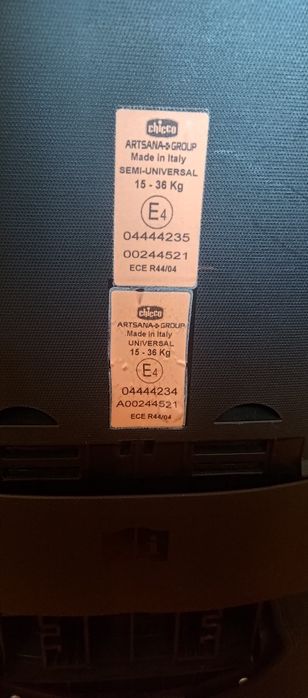 chicco
ARTSANA GROUP
Made in Italy
SEMI-UNIVERSAL
15 - 36 Kg
E4
04444235
00244521
ECE R44/04
chicco
ARTSANA GROUP
Made in Italy
UNIVERSAL
15 - 36 Kg
E4
04444234
A00244521
ECE R44/04
i